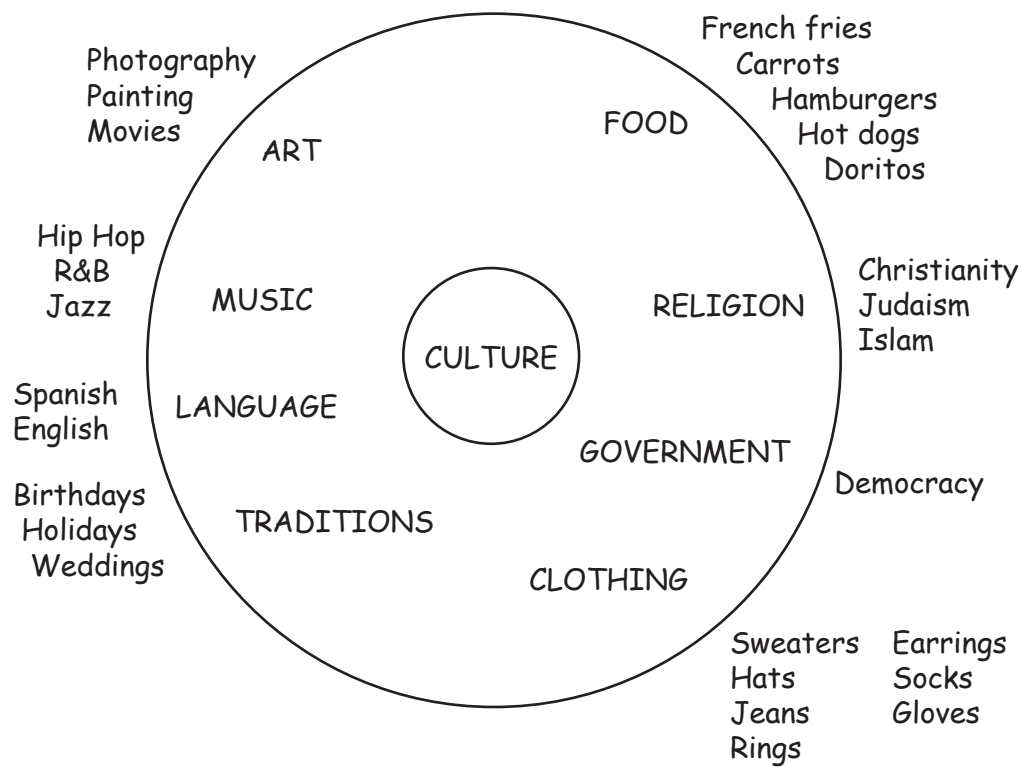 Photography
Painting
Movies
ART
FOOD
French fries
Carrots
Hamburgers
Hot dogs
Doritos
Hip Hop
R&B
Jazz
MUSIC
RELIGION
Christianity
Judaism
Islam
CULTURE
Spanish
English
LANGUAGE
GOVERNMENT
Democracy
Birthdays
Holidays
Weddings
TRADITIONS
CLOTHING
Sweaters
Hats
Jeans
Rings
Earrings
Socks
Gloves